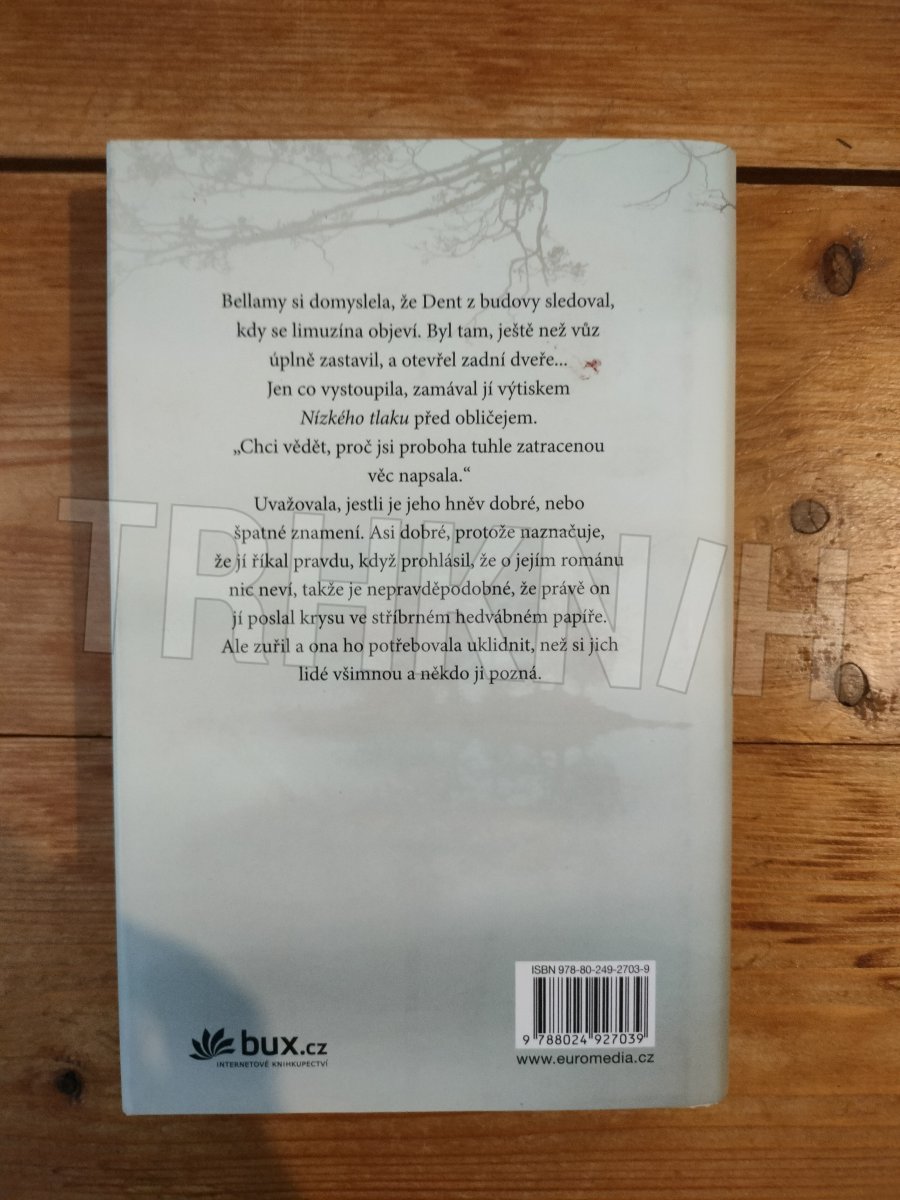 Bellamy si domyslela, že Dent z budovy sledoval,
kdy se limuzína objeví. Byl tam, ještě než vůz
úplně zastavil, a otevřel zadní dveře...
Jen co vystoupila, zamával jí výtiskem
Nízkého tlaku před obličejem.
„Chci vědět, proč jsi proboha tuhle zatracenou
věc napsala.“
Uvažovala, jestli je jeho hněv dobré, nebo
špatné znamení. Asi dobré, protože naznačuje,
že jí říkal pravdu, když prohlásil, že o jejím románu
nic neví, takže je nepravděpodobné, že právě on
jí poslal krysu ve stříbrném hedvábném papíře.
Ale zuřil a ona ho potřebovala uklidnit, než si jich
lidé všimnou a někdo ji pozná.
TRHKNIH
ISBN 978-80-249-2703-9
9 788024 927039
www.euromedia.cz
bux.cz
INTERNETOVÉ KNIHKUPECTVÍ